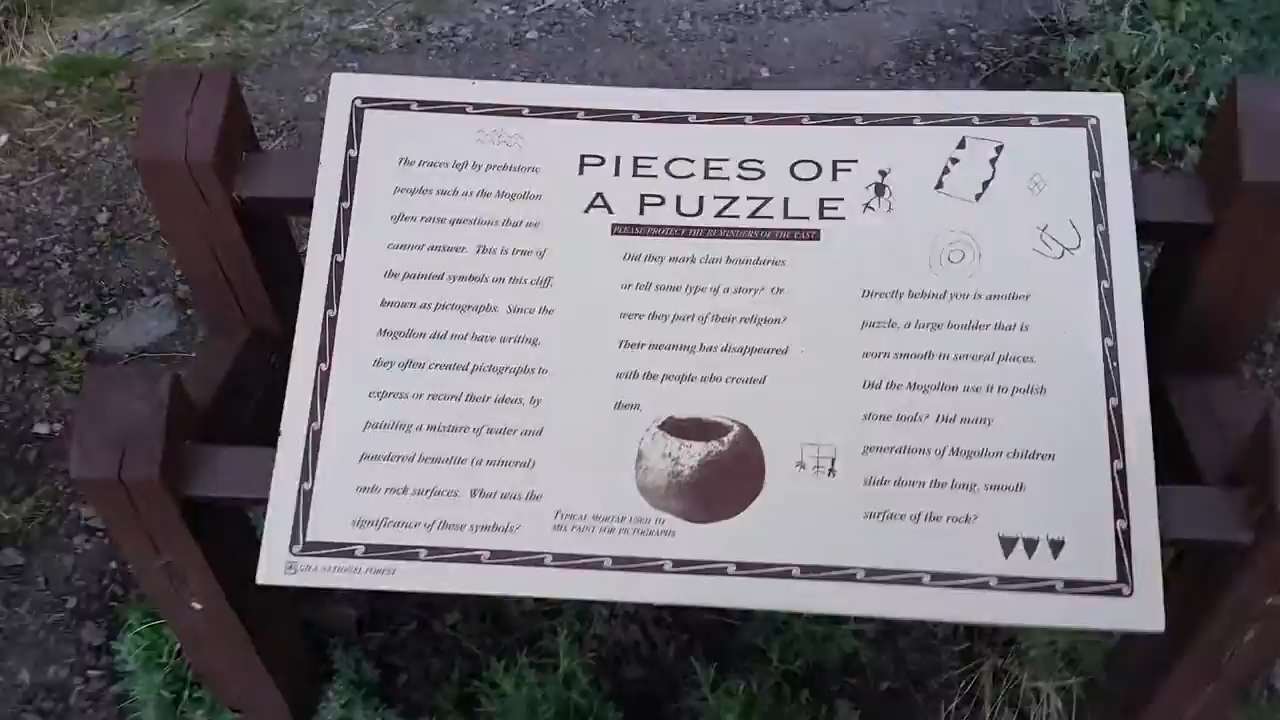 PIECES OF
A PUZZLE
PLEASE PROTECT THE REMINDERS OF THE PAST
The traces left by prehistoric
peoples such as the Mogollon
often raise questions that we
cannot answer. This is true of
the painted symbols on this cliff,
known as pictographs. Since the
Mogollon did not have writing,
they often created pictographs to
express or record their ideas, by
painting a mixture of water and
powdered hematite (a mineral)
onto rock surfaces. What was the
significance of these symbols?
Did they mark clan boundaries
or tell some type of a story? Or
were they part of their religion?
Their meaning has disappeared
with the people who created
them.
TYPICAL MORTAR USED TO
MIX PAINT FOR PICTOGRAPHS
Directly behind you is another
puzzle, a large boulder that is
worn smooth in several places.
Did the Mogollon use it to polish
stone tools? Did many
generations of Mogollon children
slide down the long, smooth
surface of the rock?
GILA NATIONAL FOREST